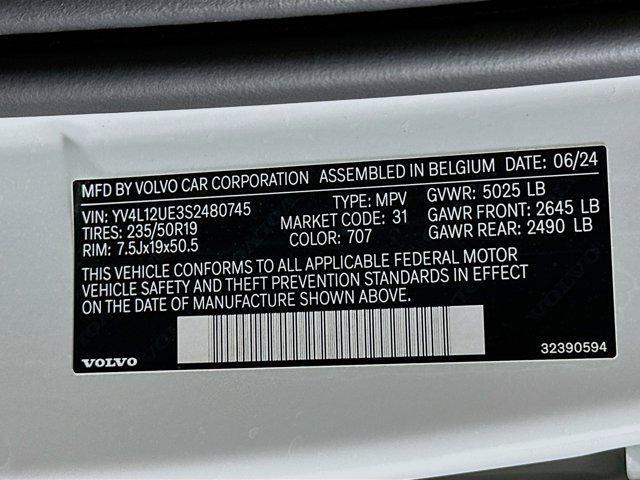 MFD BY VOLVO CAR CORPORATION ASSEMBLED IN BELGIUM DATE: 06/24
VIN: YV4L12UE3S2480745 TYPE: MPV GVWR: 5025 LB
TIRES: 235/50R19 MARKET CODE: 31 GAWR FRONT: 2645 LB
RIM: 7.5Jx19x50.5 COLOR: 707 GAWR REAR: 2490 LB
THIS VEHICLE CONFORMS TO ALL APPLICABLE FEDERAL MOTOR
VEHICLE SAFETY AND THEFT PREVENTION STANDARDS IN EFFECT
ON THE DATE OF MANUFACTURE SHOWN ABOVE.
VOLVO 32390594